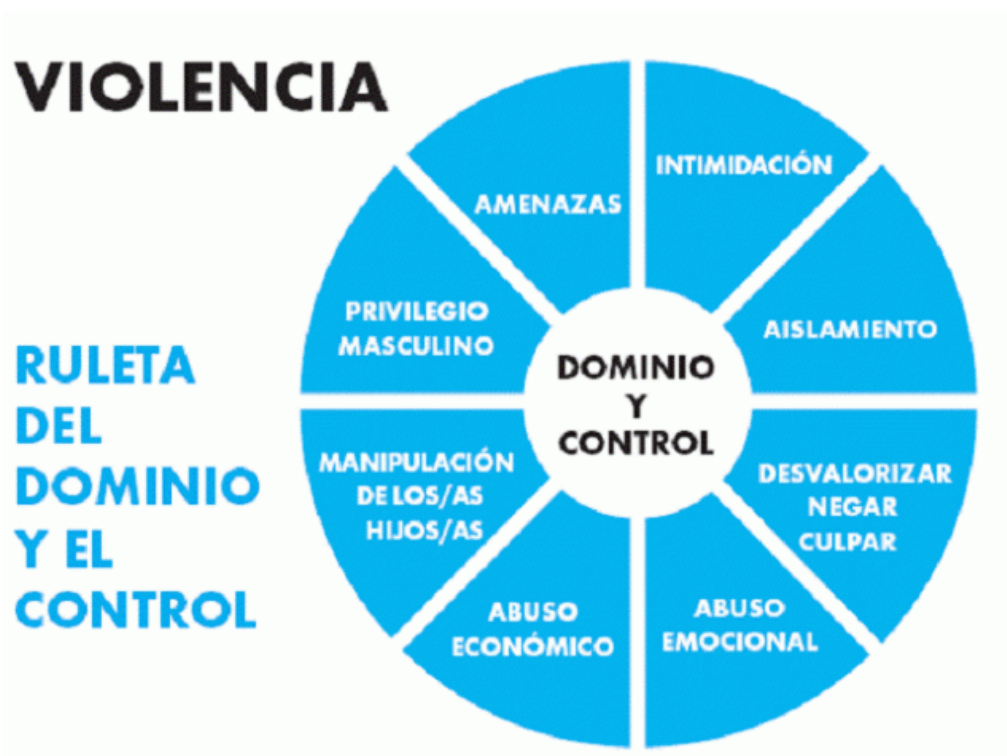 VIOLENCIA
RULETA
DEL
DOMINIO
Y EL
CONTROL
INTIMIDACIÓN
AISLAMIENTO
DESVALORIZAR
NEGAR
CULPAR
ABUSO
EMOCIONAL
ABUSO
ECONÓMICO
MANIPULACIÓN
DE LOS/AS
HIJOS/AS
PRIVILEGIO
MASCULINO
AMENAZAS
DOMINIO
Y
CONTROL